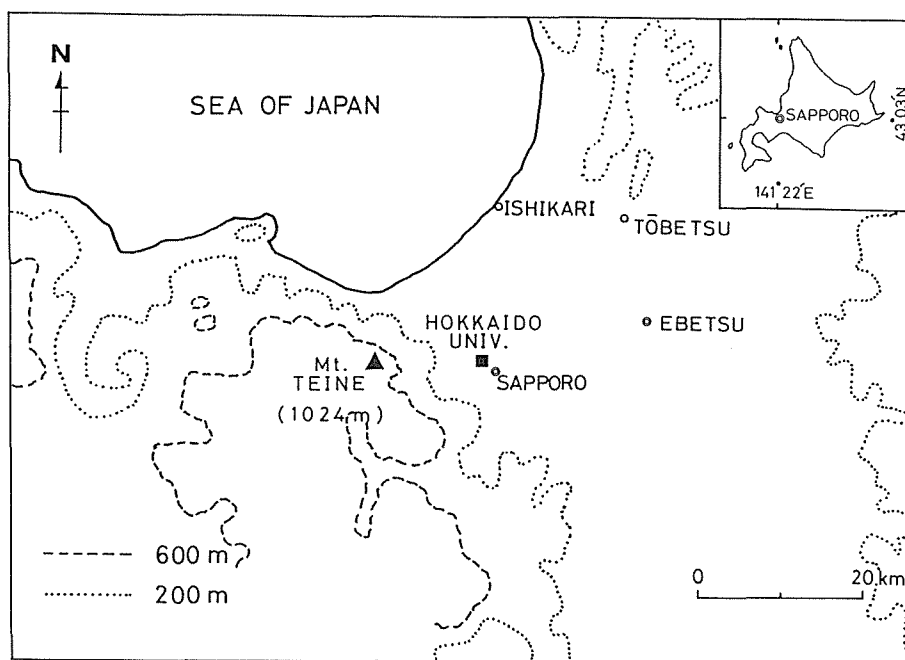 N
SEA OF JAPAN
SAPPORO
43°03′N
141°22′E
ISHIKARI
TŌBETSU
EBETSU
HOKKAIDO
UNIV.
SAPPORO
Mt.
TEINE
(1024m)
600 m
200 m
0 20 km